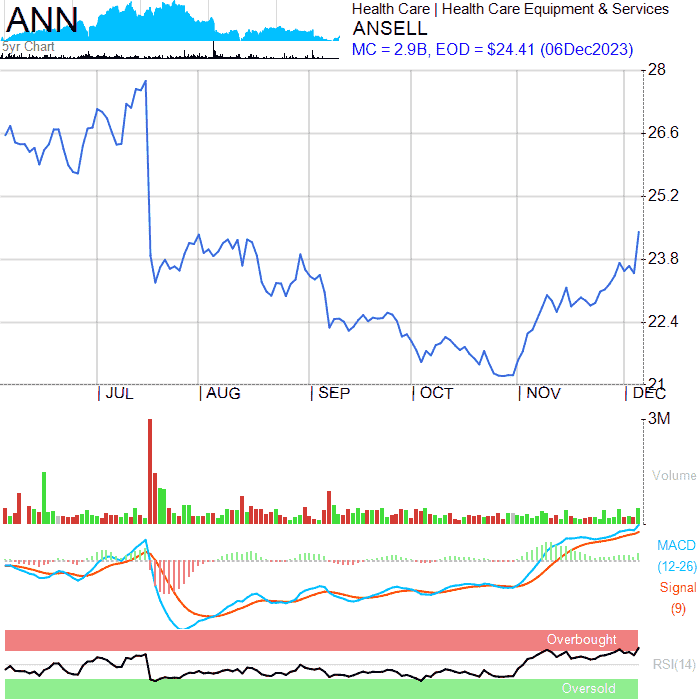 ANN
5yr Chart
Health Care | Health Care Equipment & Services
ANSELL
MC = 2.9B, EOD = $24.41 (06Dec2023)
28
26.6
25.2
23.8
22.4
21
JUL AUG SEP OCT NOV DEC
3M
Volume
MACD
(12-26)
Signal
(9)
Overbought
RSI(14)
Oversold